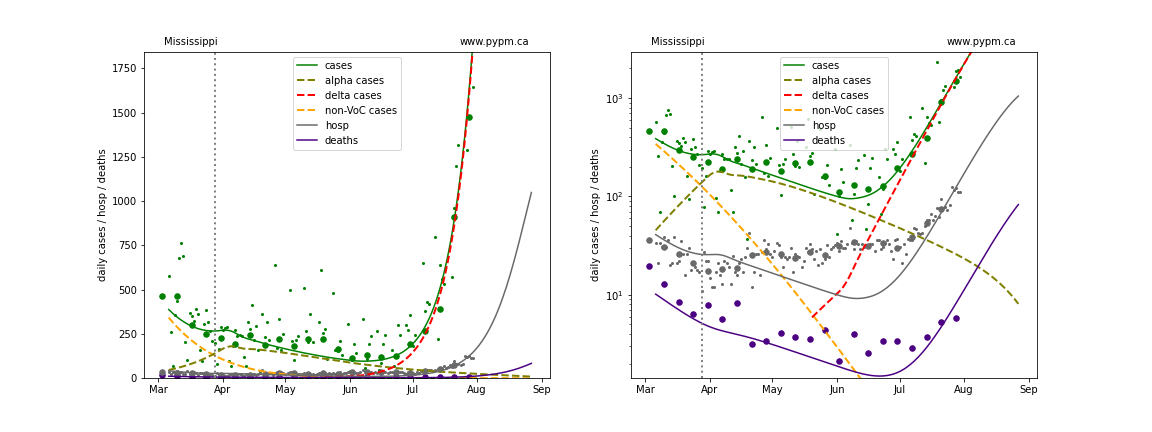 Mississippi www.pypm.ca
cases
alpha cases
delta cases
non-VoC cases
hosp
deaths
daily cases / hosp / deaths
1750
1500
1250
1000
750
500
250
0
Mar Apr May Jun Jul Aug Sep
Mississippi www.pypm.ca
cases
alpha cases
delta cases
non-VoC cases
hosp
deaths
daily cases / hosp / deaths
10³
10²
10¹
Mar Apr May Jun Jul Aug Sep